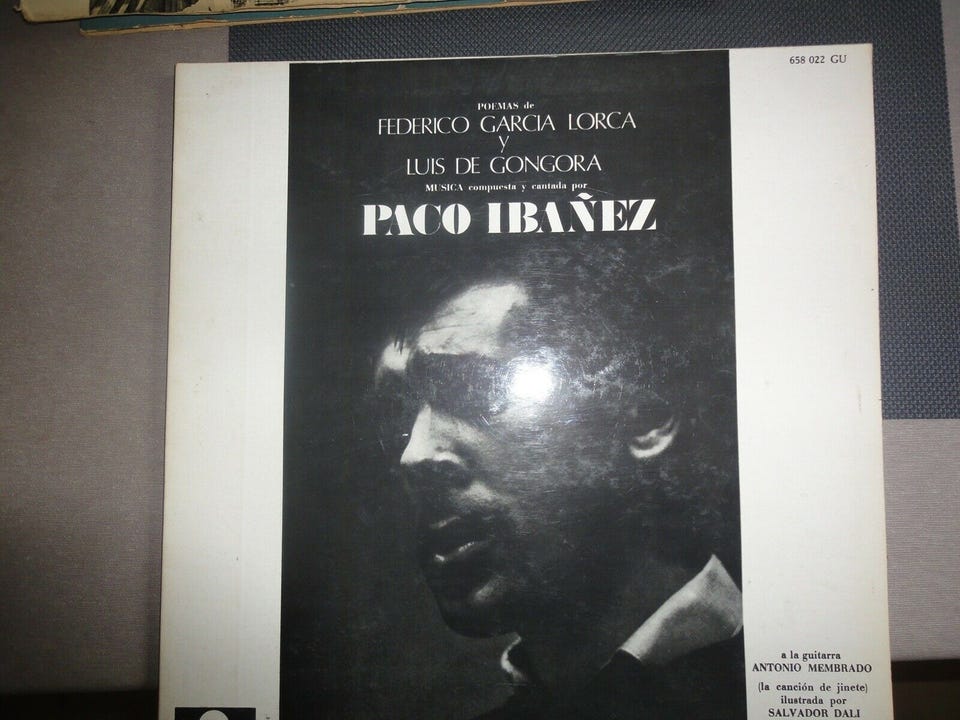 658 022 GU
POEMAS de
FEDERICO GARCIA LORCA
y
LUIS DE GONGORA
MUSICA compuesta y cantada por
PACO IBAÑEZ
a la guitarra
ANTONIO MEMBRADO
(la canción de jinete)
ilustrada por
SALVADOR DALI